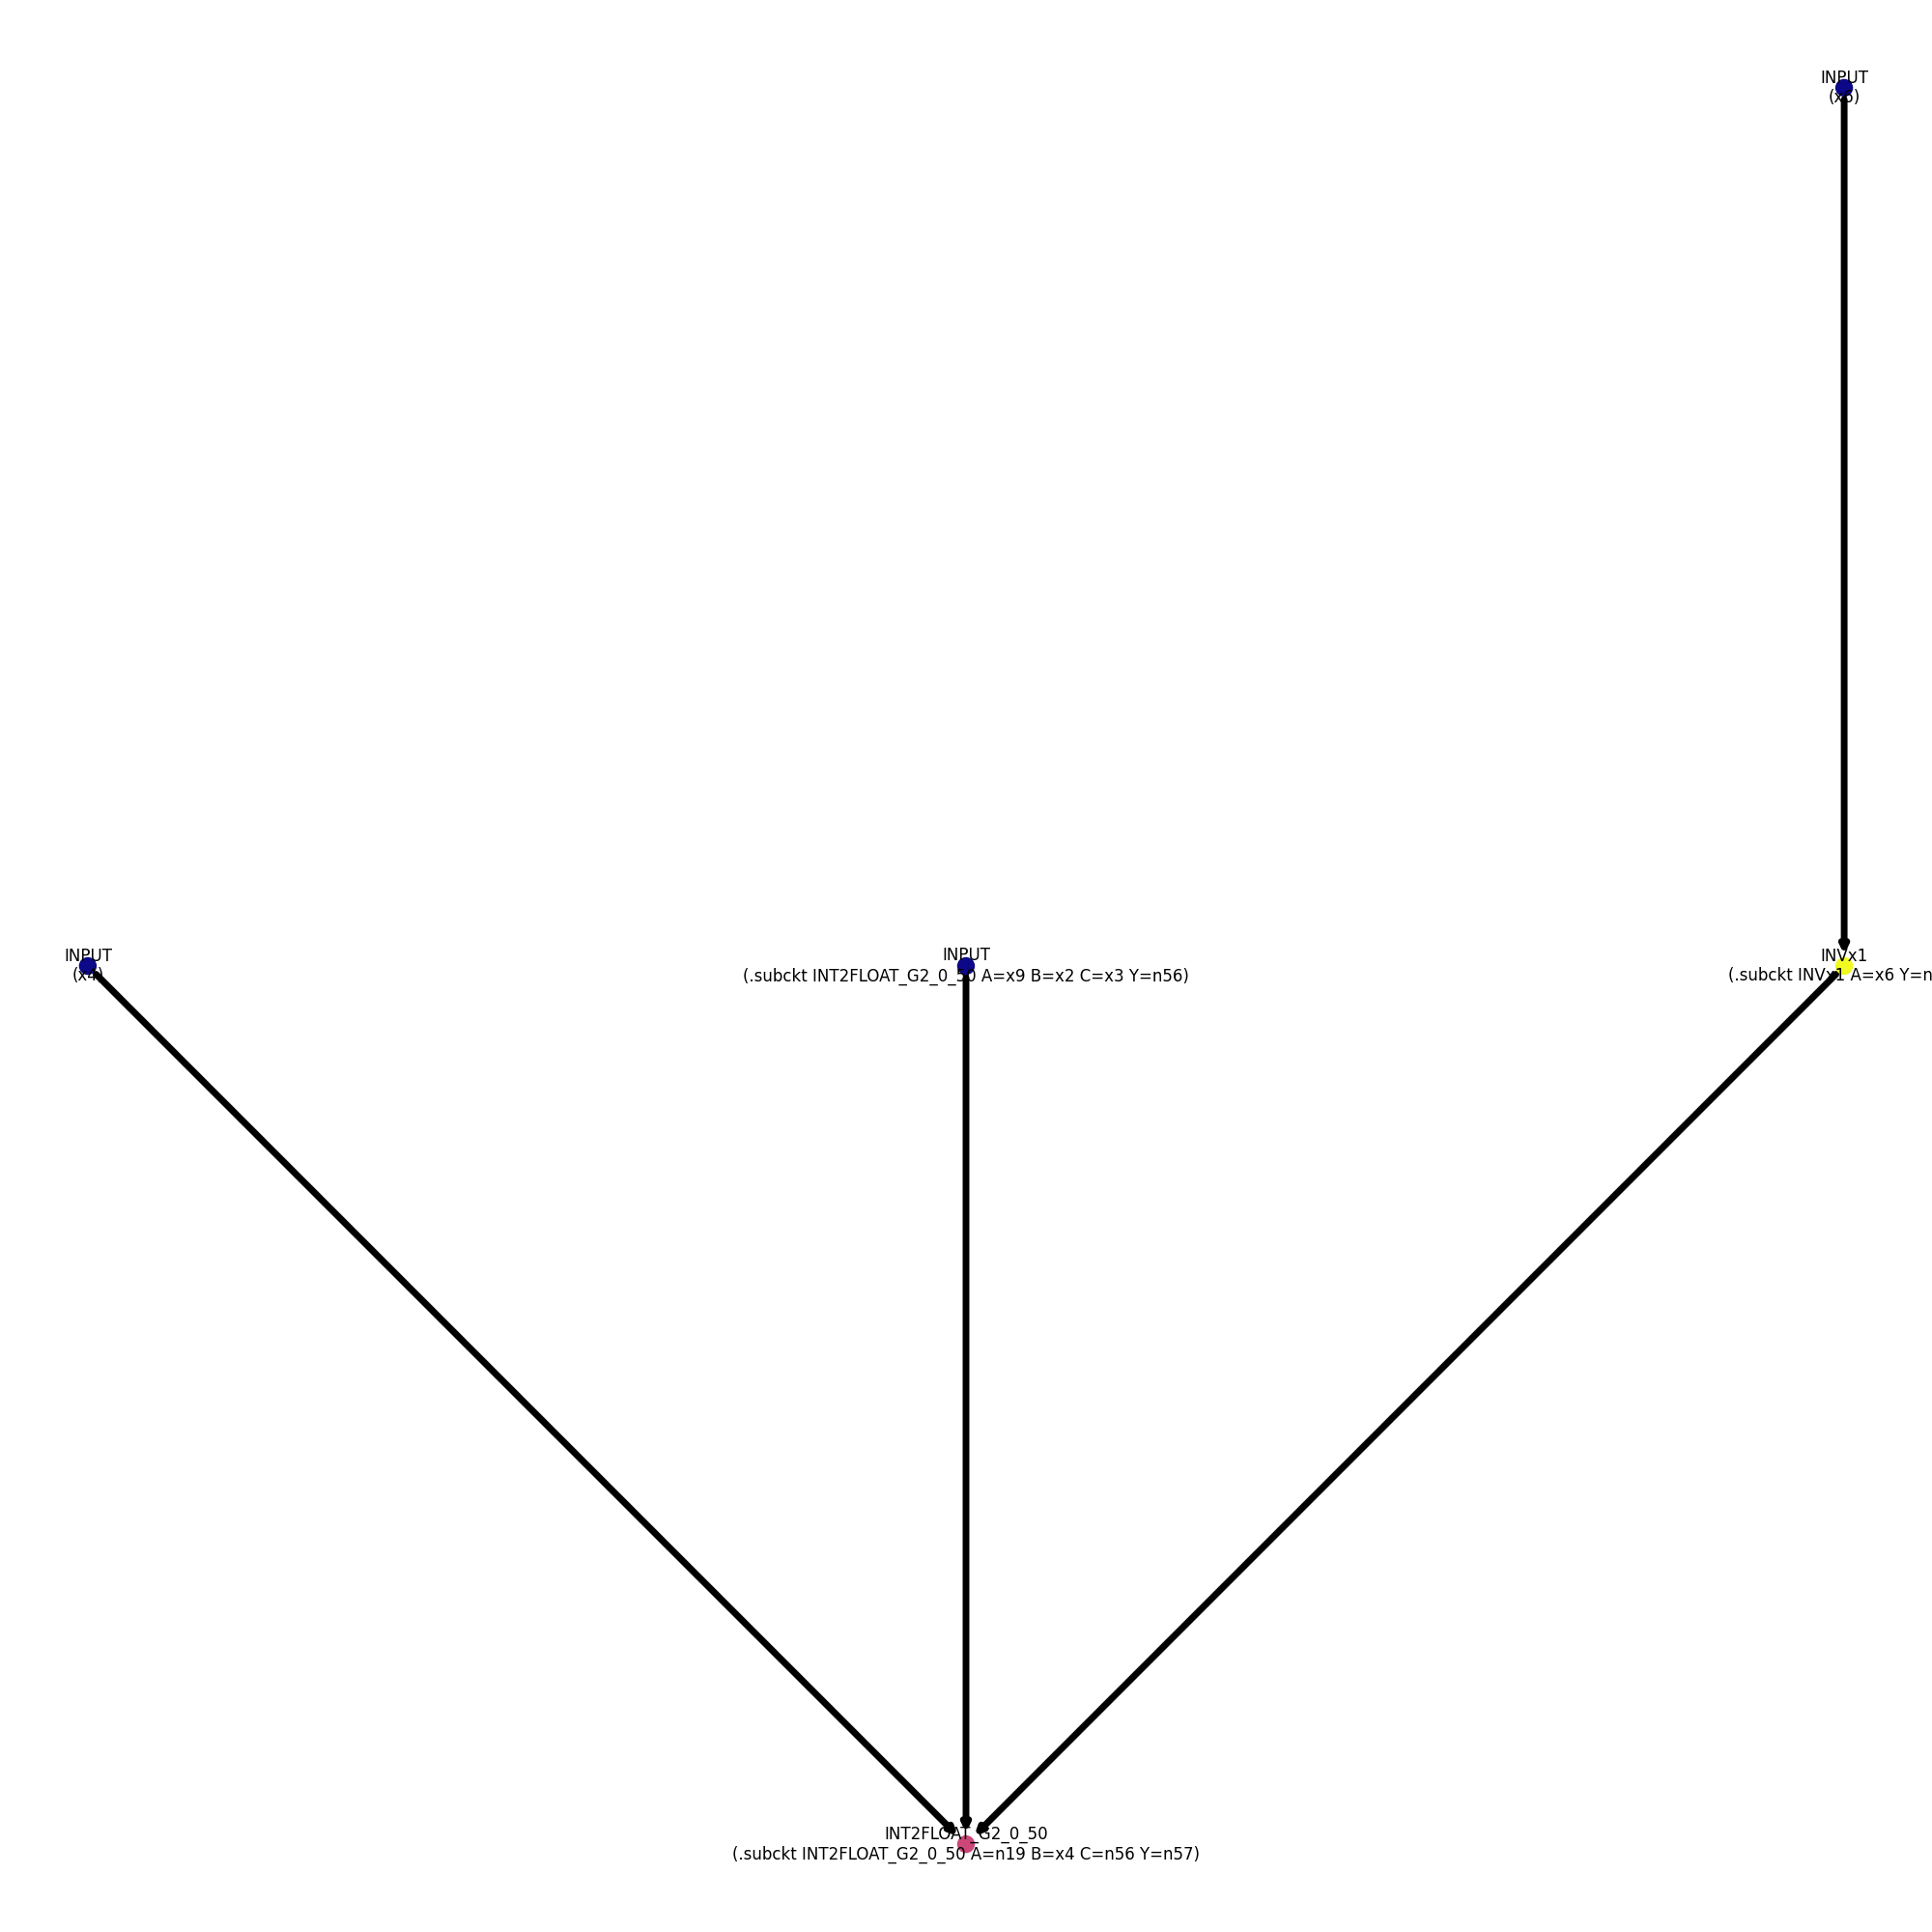 INPUT
(x6)
INPUT
(x4)
INPUT
(.subckt INT2FLOAT_G2_0_50 A=x9 B=x2 C=x3 Y=n56)
INVx1
(.subckt INVx1 A=x6 Y=n
INT2FLOAT_G2_0_50
(.subckt INT2FLOAT_G2_0_50 A=n19 B=x4 C=n56 Y=n57)